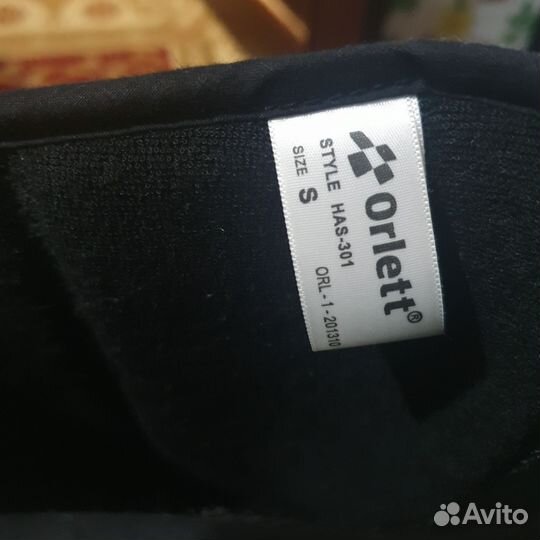 Orlett®
STYLE HAS-301
SIZE S
ORL-1-201310
Avito